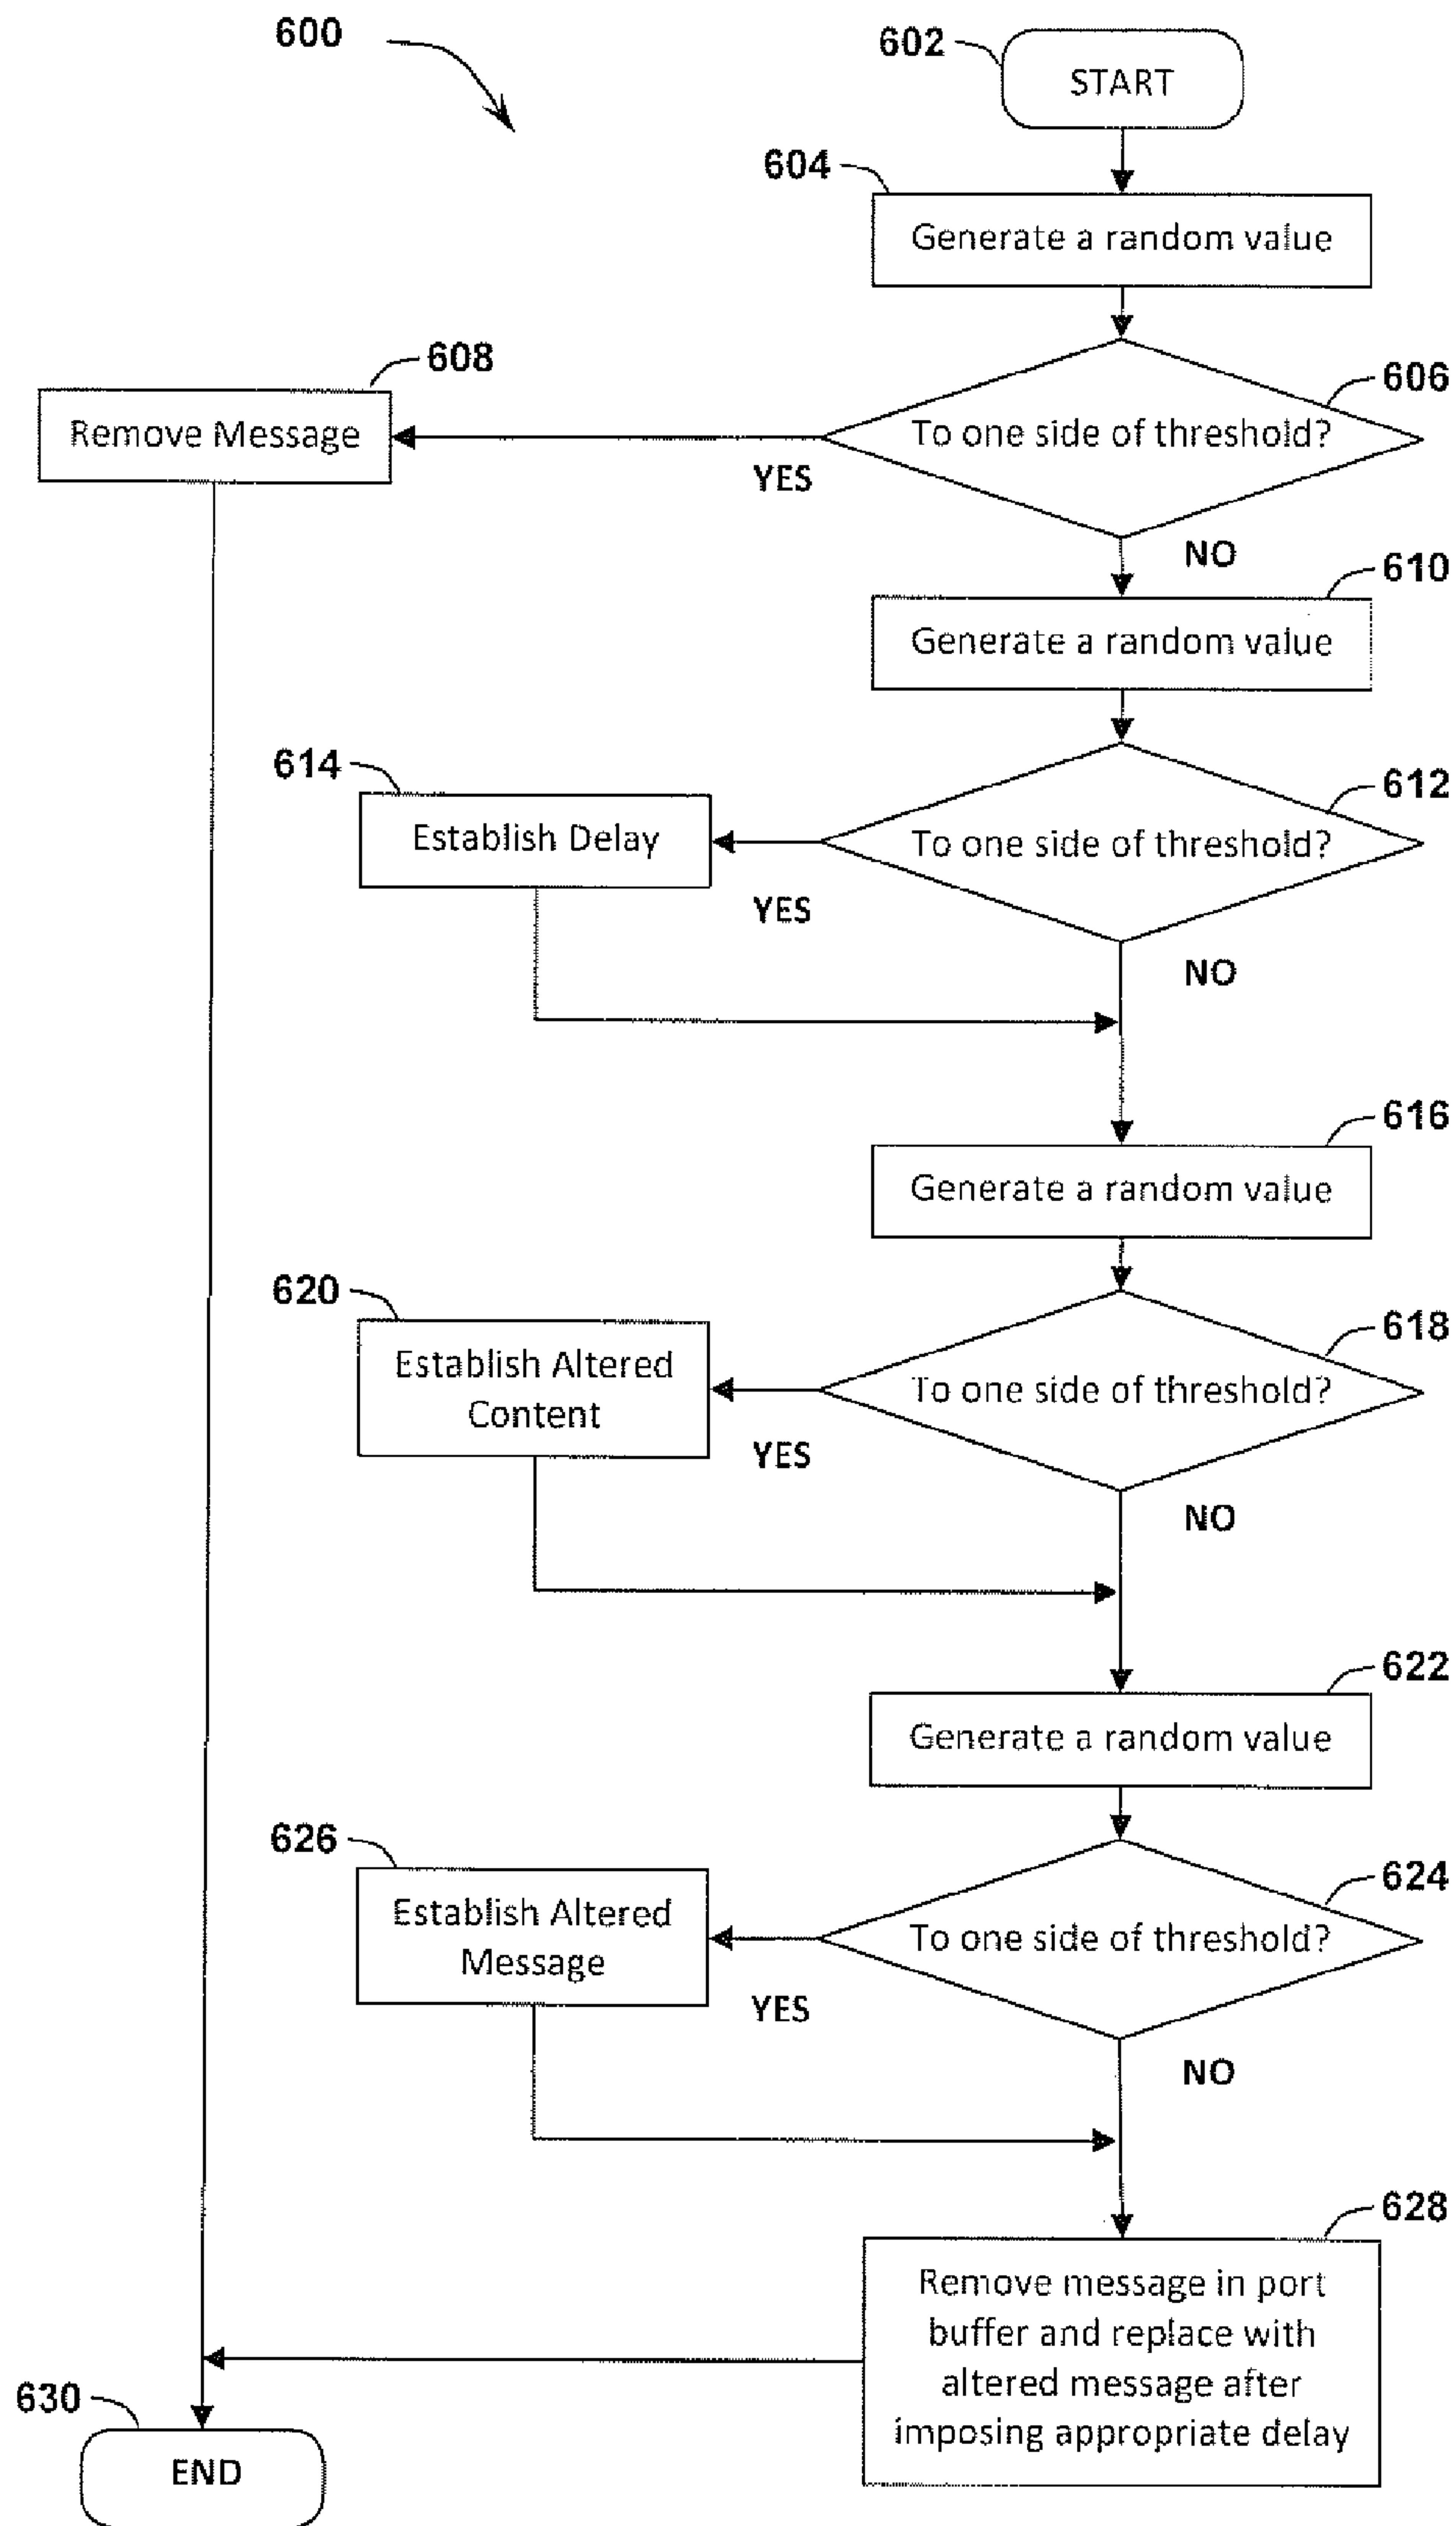 600
602
START
604
Generate a random value
608
606
Remove Message
To one side of threshold?
YES
NO
610
Generate a random value
614
612
Establish Delay
To one side of threshold?
YES
NO
616
Generate a random value
620
618
Establish Altered
Content
To one side of threshold?
YES
NO
622
Generate a random value
626
624
Establish Altered
Message
To one side of threshold?
YES
NO
628
Remove message in port
buffer and replace with
altered message after
imposing appropriate delay
630
END